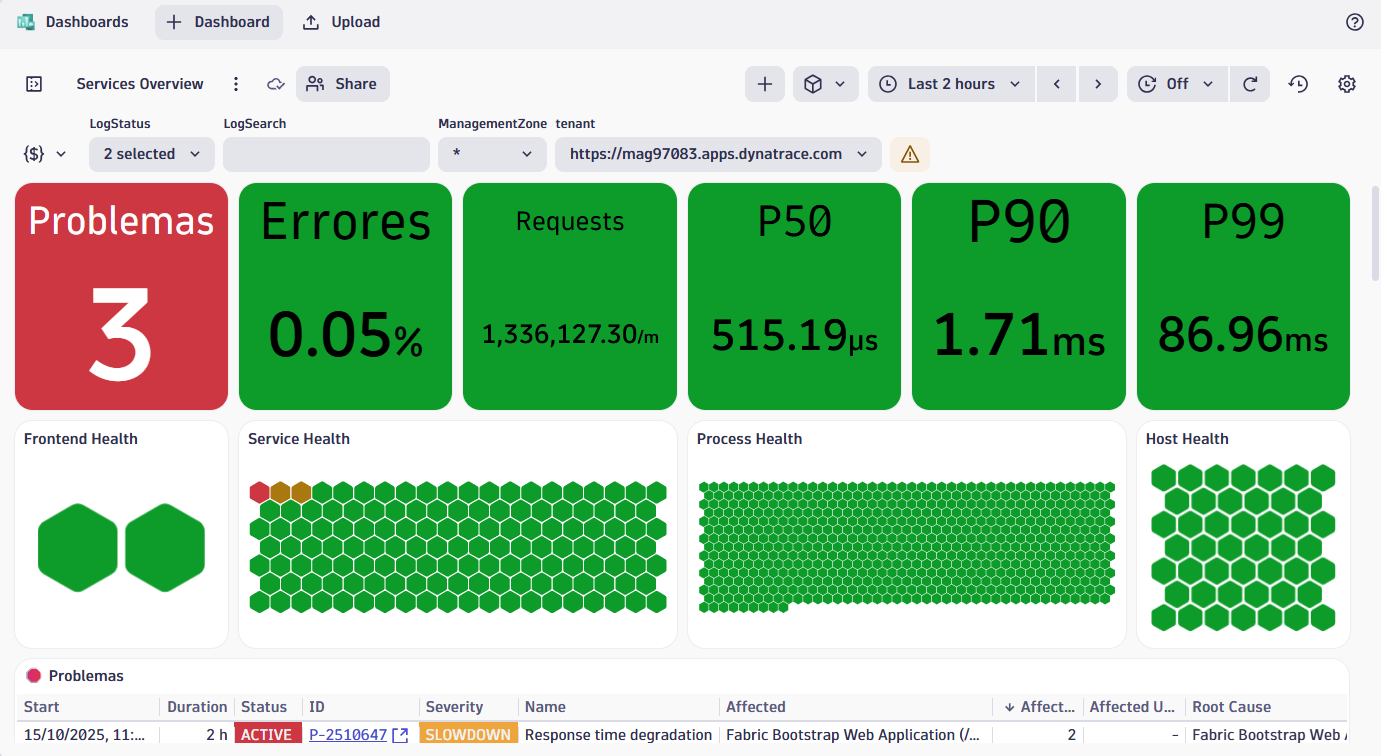 Dashboards
Dashboard
Upload
Services Overview
Share
Last 2 hours
Off
LogStatus
LogSearch
ManagementZone
tenant
{$}
2 selected
*
https://mag97083.apps.dynatrace.com
Problemas
3
Errores
0.05%
Requests
1,336,127.30/m
P50
515.19µs
P90
1.71ms
P99
86.96ms
Frontend Health
Service Health
Process Health
Host Health
Problemas
Start Duration Status ID Severity Name Affected Affect... Affected U... Root Cause
15/10/2025, 11:... 2 h ACTIVE P-2510647 SLOWDOWN Response time degradation Fabric Bootstrap Web Application (/... 2 - Fabric Bootstrap Web